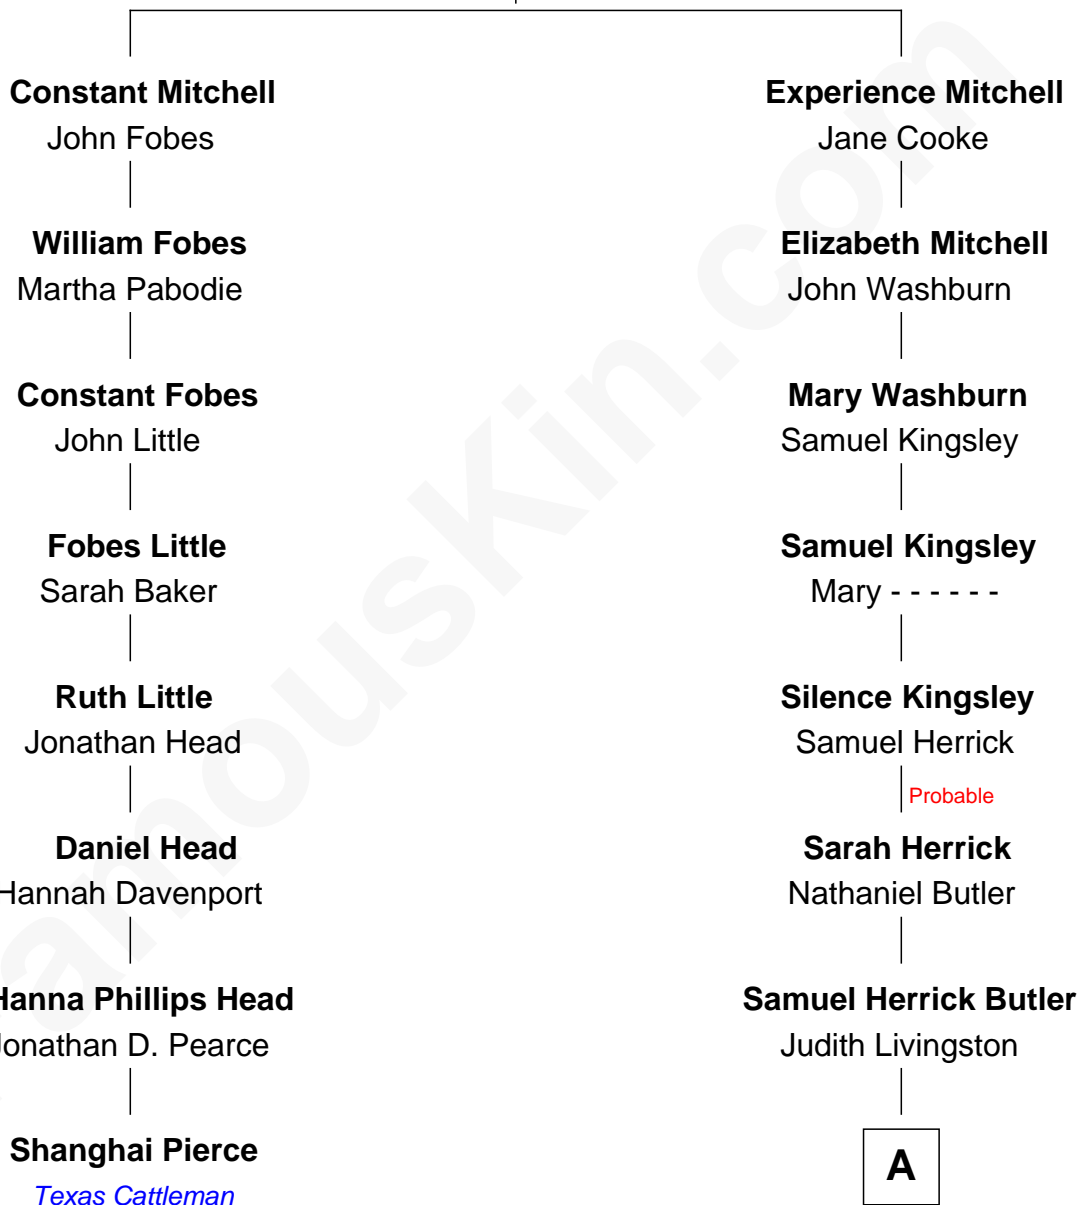 Constant Mitchell
John Fobes
William Fobes
Martha Pabodie
Constant Fobes
John Little
Fobes Little
Sarah Baker
Ruth Little
Jonathan Head
Daniel Head
Hannah Davenport
Hanna Phillips Head
Jonathan D. Pearce
Shanghai Pierce
Texas Cattleman
Experience Mitchell
Jane Cooke
Elizabeth Mitchell
John Washburn
Mary Washburn
Samuel Kingsley
Samuel Kingsley
Mary - - - - - -
Silence Kingsley
Samuel Herrick
Probable
Sarah Herrick
Nathaniel Butler
Samuel Herrick Butler
Judith Livingston
A
amousKin.com